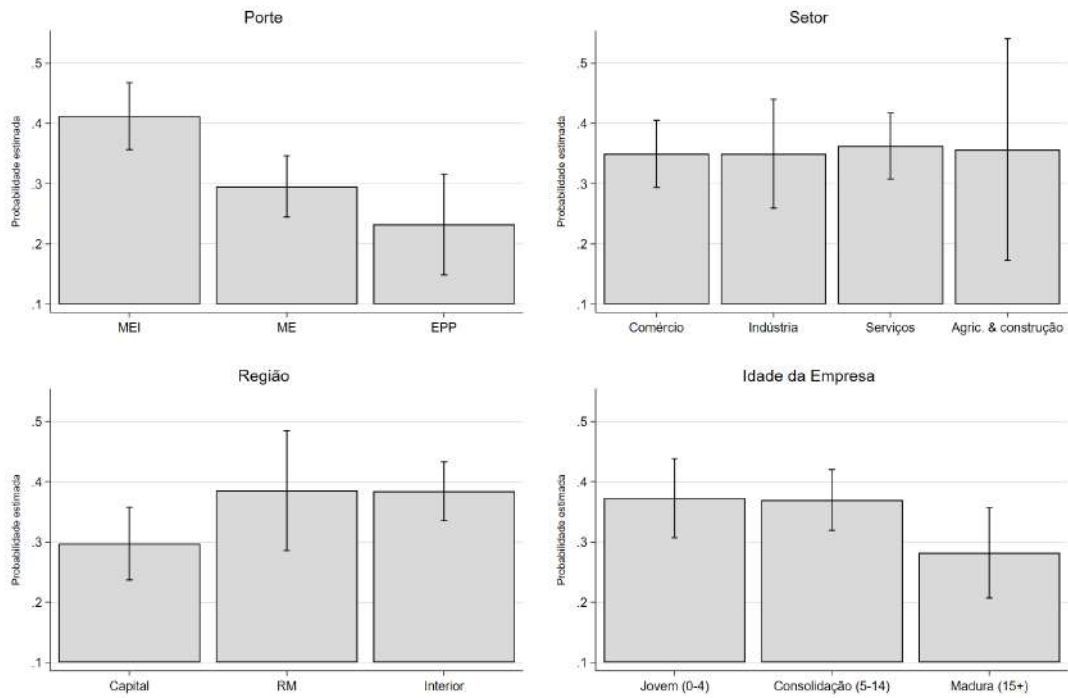 Porte
Probabilidade estimada
.5
.4
.3
.2
.1
MEI ME EPP
Setor
Probabilidade estimada
.5
.4
.3
.2
.1
Comércio Indústria Serviços Agric. & construção
Região
Probabilidade estimada
.5
.4
.3
.2
.1
Capital RM Interior
Idade da Empresa
Probabilidade estimada
.5
.4
.3
.2
.1
Jovem (0-4) Consolidação (5-14) Madura (15+)